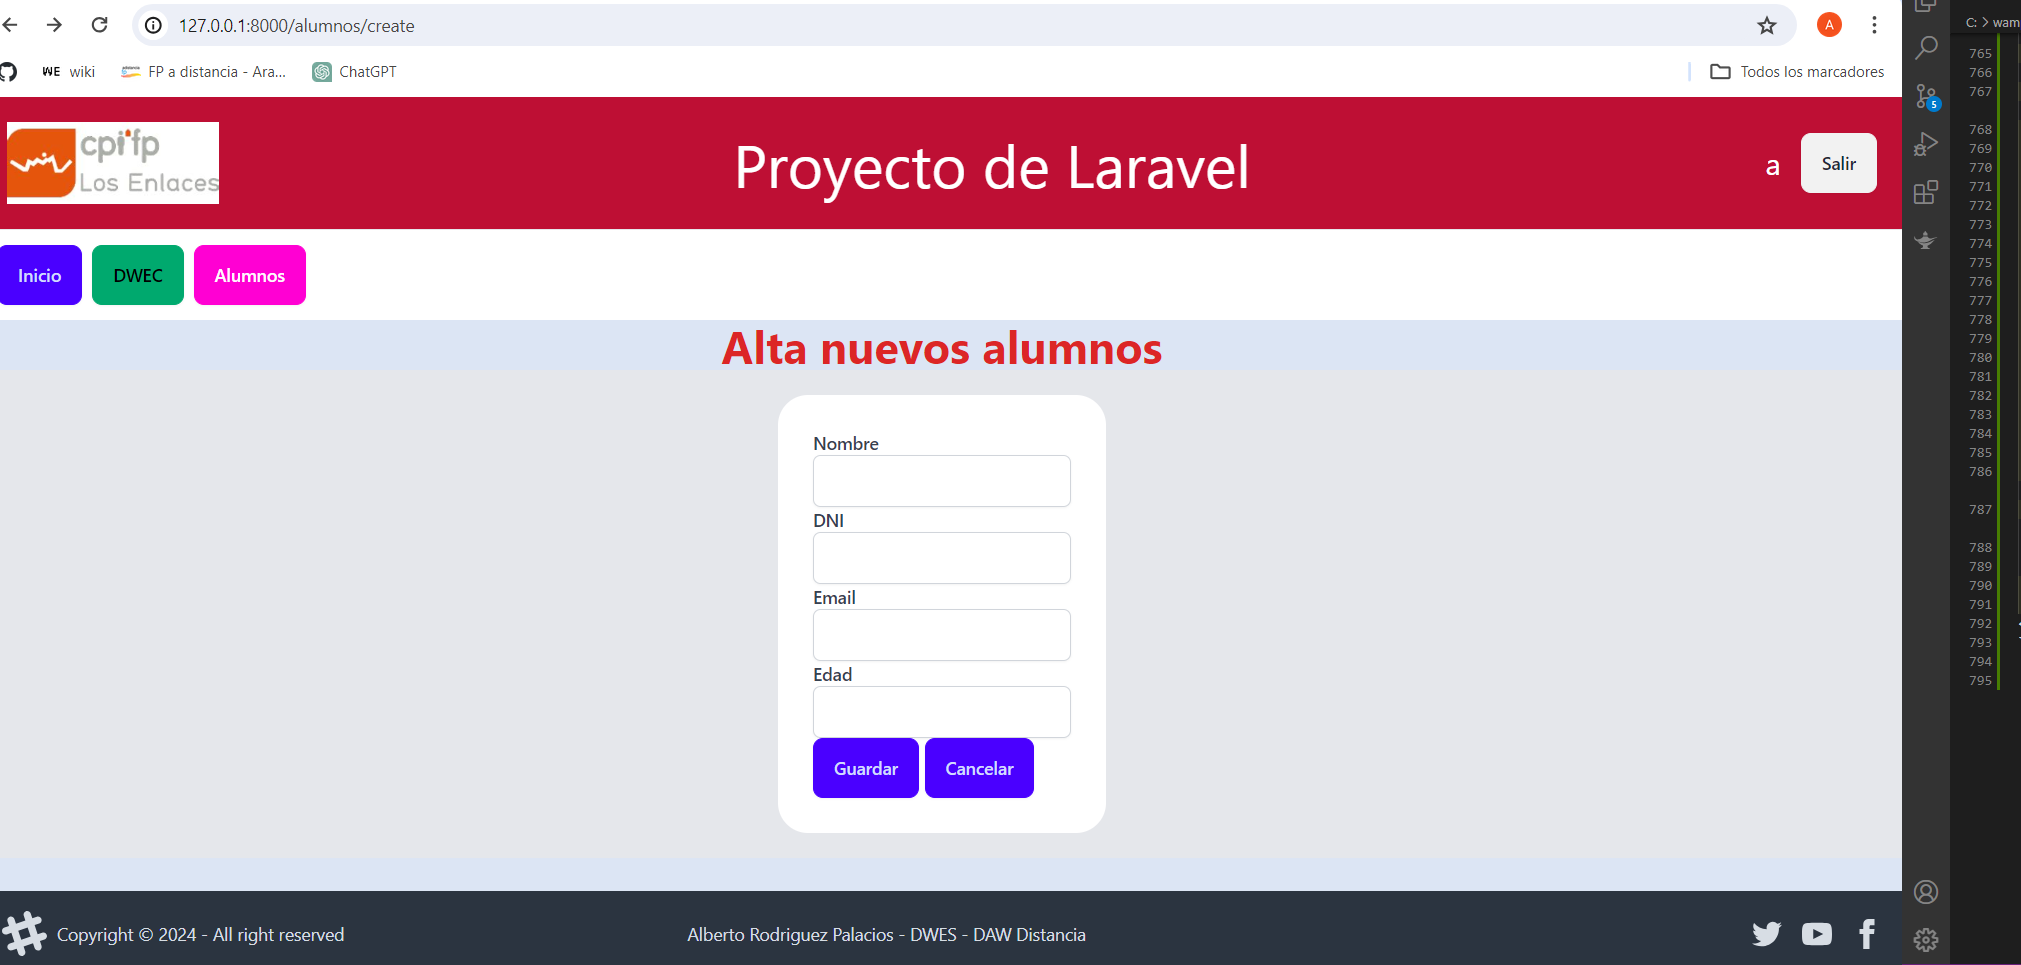 127.0.0.1:8000/alumnos/create
A
WE wiki
FP a distancia - Ara...
ChatGPT
Todos los marcadores
cpifp
Los Enlaces
Proyecto de Laravel
a
Salir
Inicio
DWEC
Alumnos
Alta nuevos alumnos
Nombre
DNI
Email
Edad
Guardar
Cancelar
Copyright © 2024 - All right reserved
Alberto Rodriguez Palacios - DWES - DAW Distancia
5
C: > wam
765
766
767
768
769
770
771
772
773
774
775
776
777
778
779
780
781
782
783
784
785
786
787
788
789
790
791
792
793
794
795